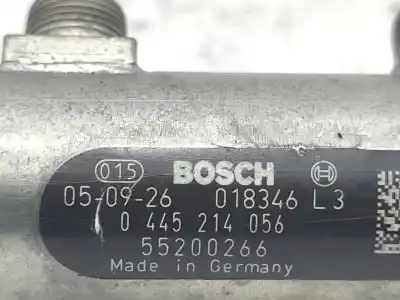 015 BOSCH
05-09-26 018346 L3
0 445 214 056
55200266
Made in Germany